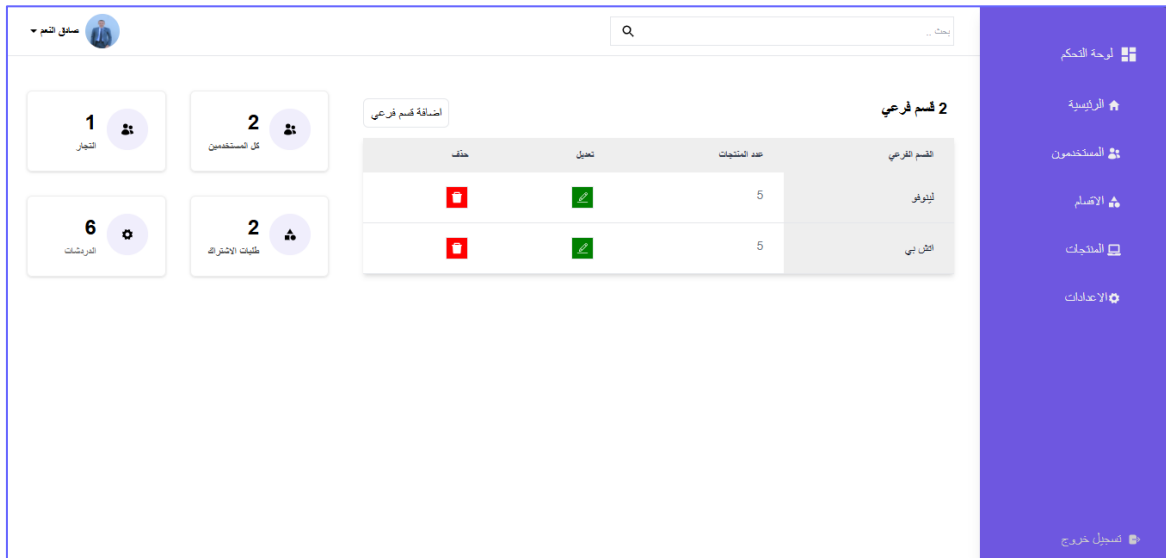 لوحة التحكم
الرئيسية
المستخدمون
الاقسام
المنتجات
الاعدادات
تسجيل خروج
بحث ..
صادق النعم
2 قسم فرعي
اضافة قسم فرعي
القسم الفرعي عدد المنتجات تعديل حذف
لينوفو 5
اتش بي 5
2
كل المستخدمين
1
التجار
2
طلبات الاشتراك
6
الدردشات